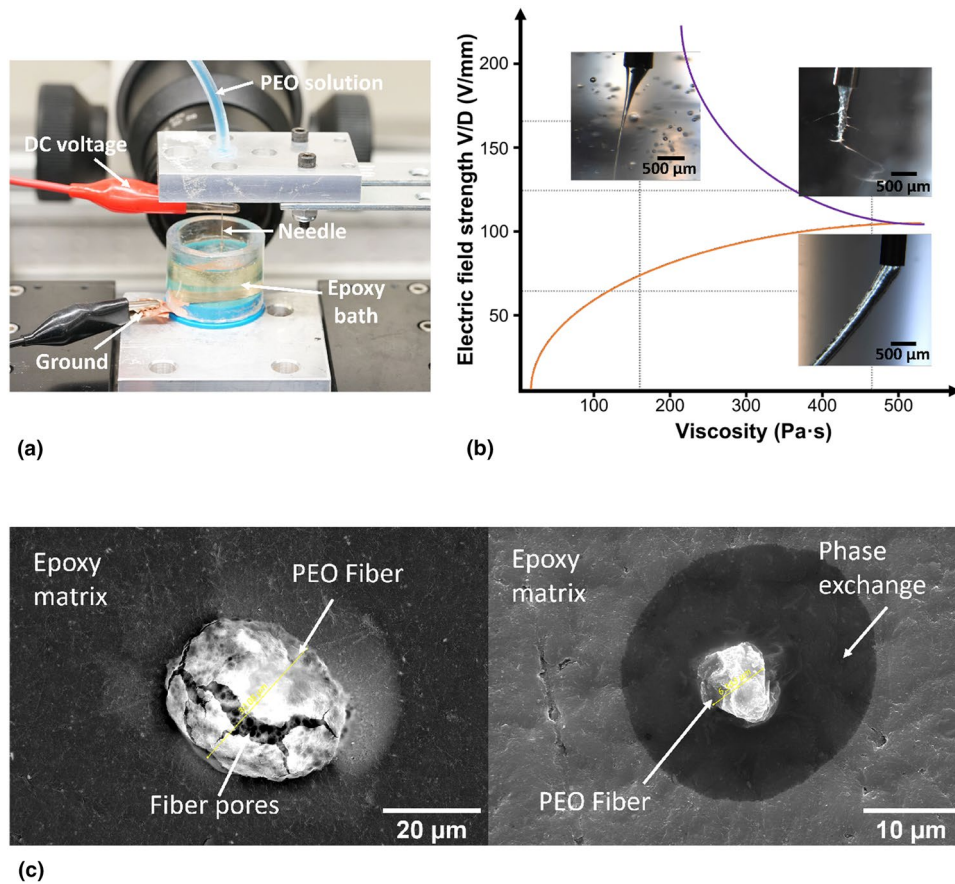 PEO solution
DC voltage
Needle
Epoxy
bath
Ground
(a)
Electric field strength V/D (V/mm)
200
150
100
50
100
200
300
400
500
Viscosity (Pa·s)
500 µm
500 µm
500 µm
(b)
Epoxy
matrix
PEO Fiber
Fiber pores
20 µm
Epoxy
matrix
Phase
exchange
PEO Fiber
10 µm
(c)